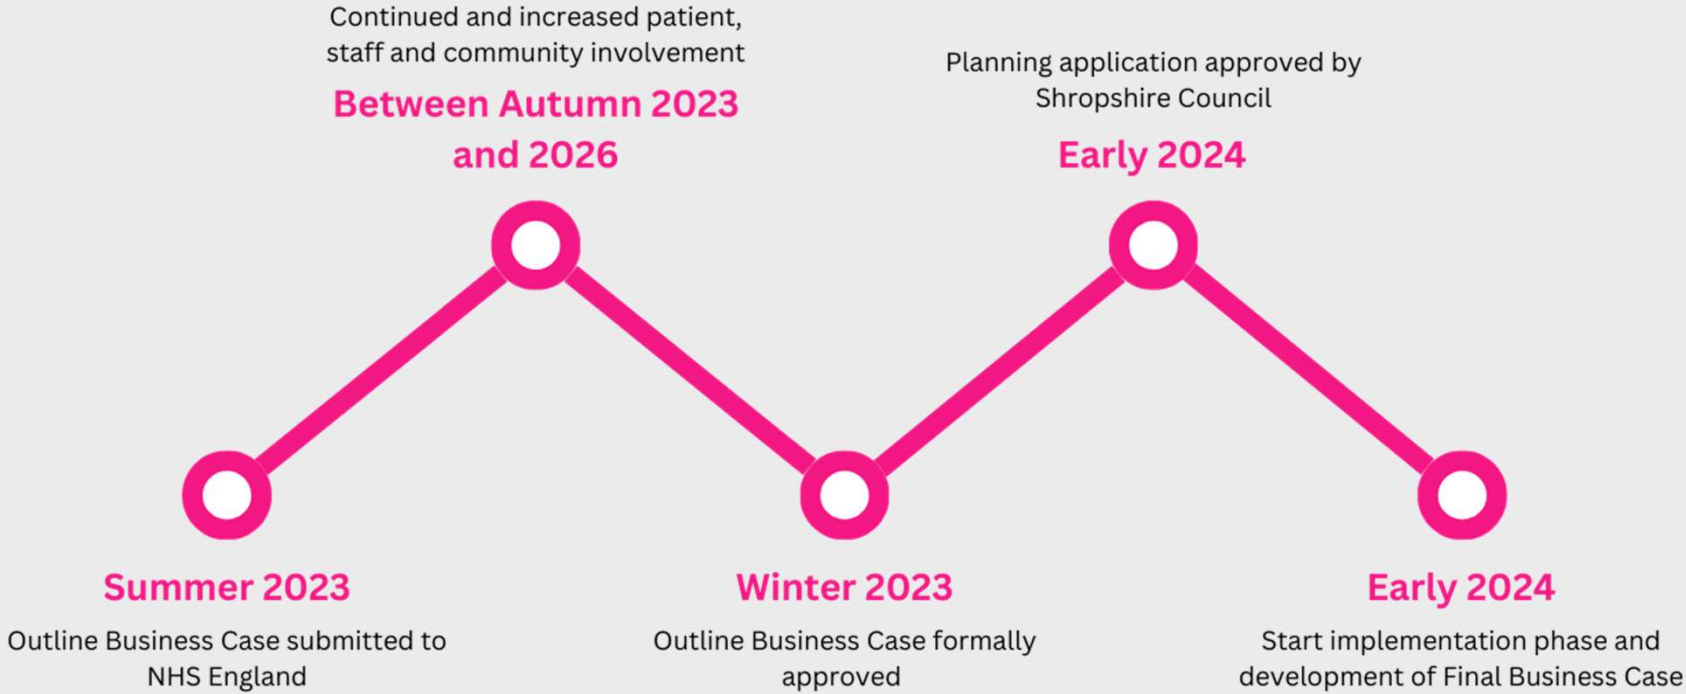 Continued and increased patient,
staff and community involvement
Between Autumn 2023
and 2026
Planning application approved by
Shropshire Council
Early 2024
Summer 2023
Outline Business Case submitted to
NHS England
Winter 2023
Outline Business Case formally
approved
Early 2024
Start implementation phase and
development of Final Business Case